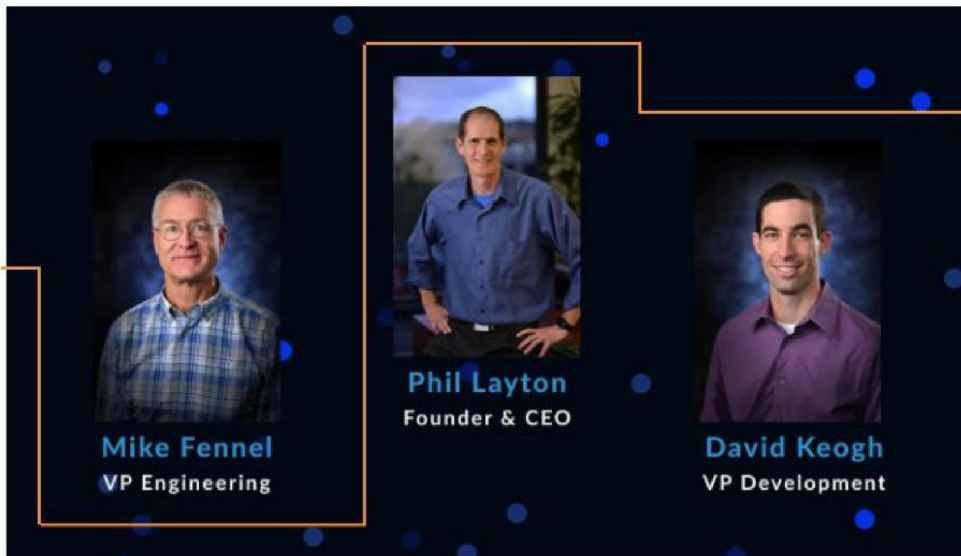 Mike Fennel
VP Engineering
Phil Layton
Founder & CEO
David Keogh
VP Development